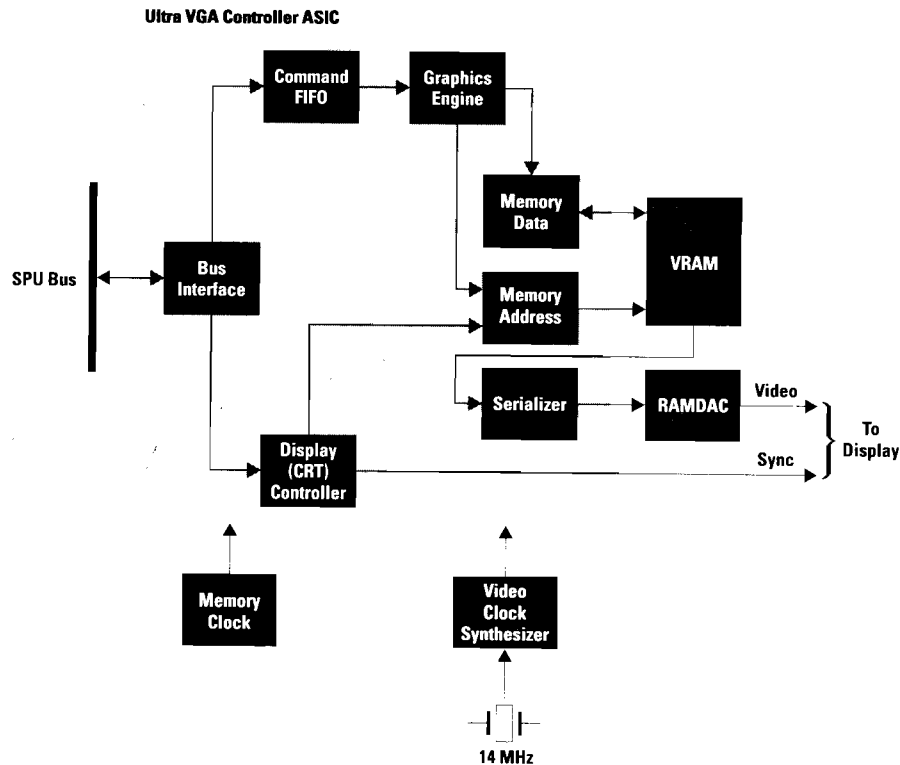 Ultra VGA Controller ASIC
Command
FIFO
Graphics
Engine
Memory
Data
VRAM
SPU Bus
Bus
Interface
Memory
Address
Serializer
RAMDAC
Video
To
Display
Display
(CRT)
Controller
Sync
Memory
Clock
Video
Clock
Synthesizer
14 MHz